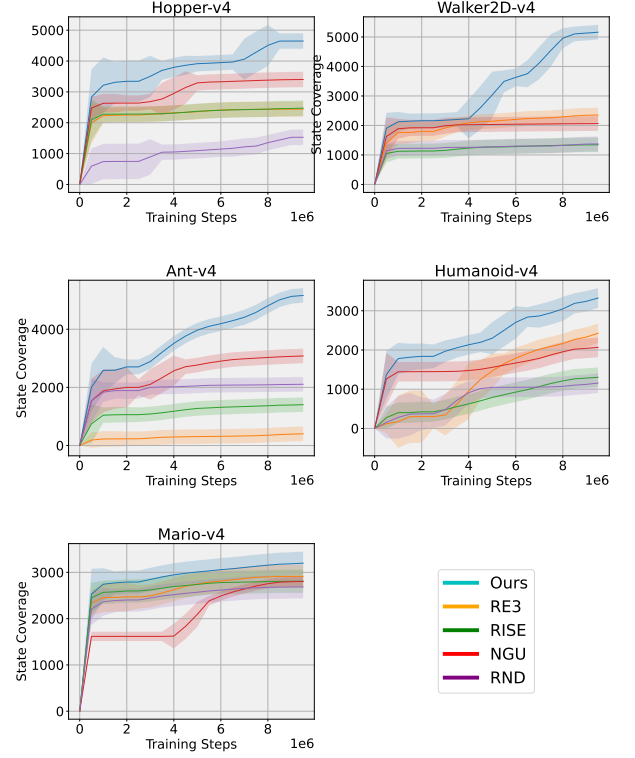 Hopper-v4
5000
4000
3000
2000
1000
0
0 2 4 6 8
Training Steps 1e6
Walker2D-v4
State Coverage
5000
4000
3000
2000
1000
0
0 2 4 6 8
Training Steps 1e6
Ant-v4
State Coverage
4000
2000
0
0 2 4 6 8
Training Steps 1e6
Humanoid-v4
3000
2000
1000
0
0 2 4 6 8
Training Steps 1e6
Mario-v4
State Coverage
3000
2000
1000
0
0 2 4 6 8
Training Steps 1e6
Ours
RE3
RISE
NGU
RND